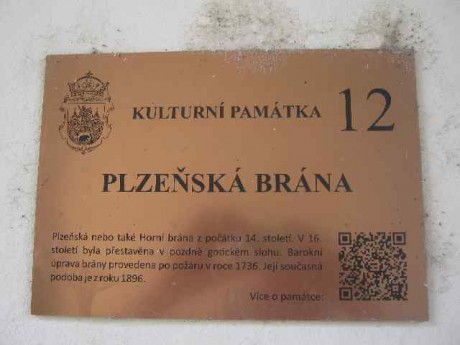 KULTURNÍ PAMÁTKA 12
PLZEŇSKÁ BRÁNA
Plzeňská nebo také Horní brána z počátku 14. století. V 16.
století byla přestavěna v pozdně gotickém slohu. Barokní
úprava brány provedena po požáru v roce 1736. Její současná
podoba je z roku 1896.
Více o památce: